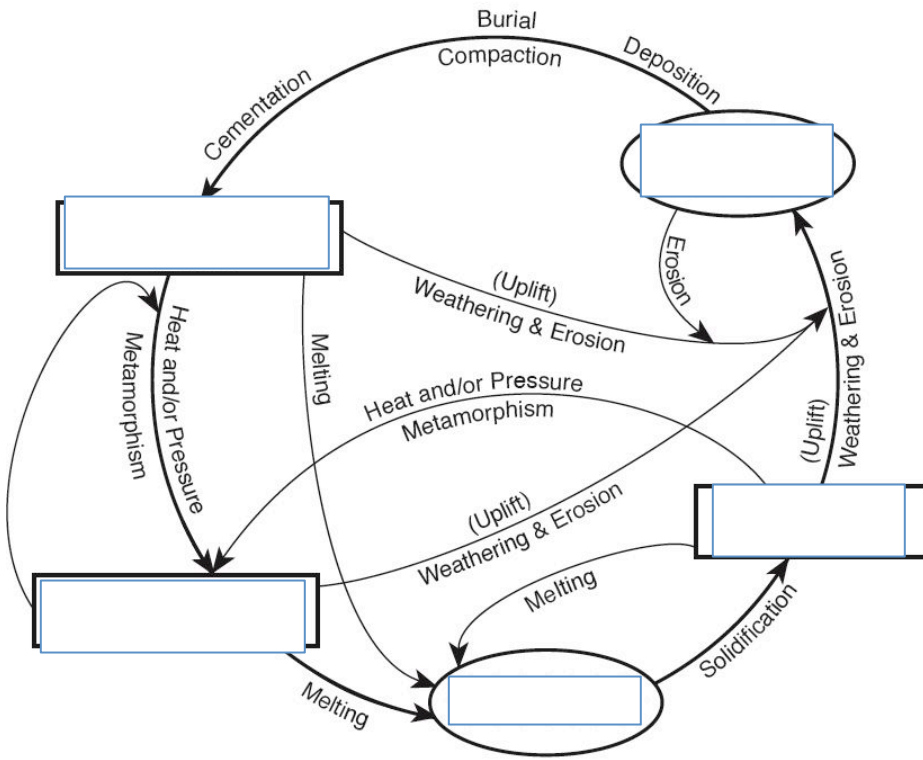 Burial
Compaction
Deposition
Cementation
Erosion
(Uplift)
Weathering & Erosion
(Uplift)
Weathering & Erosion
Heat and/or Pressure
Metamorphism
Melting
Heat and/or Pressure
Metamorphism
(Uplift)
Weathering & Erosion
Melting
Solidification
Melting